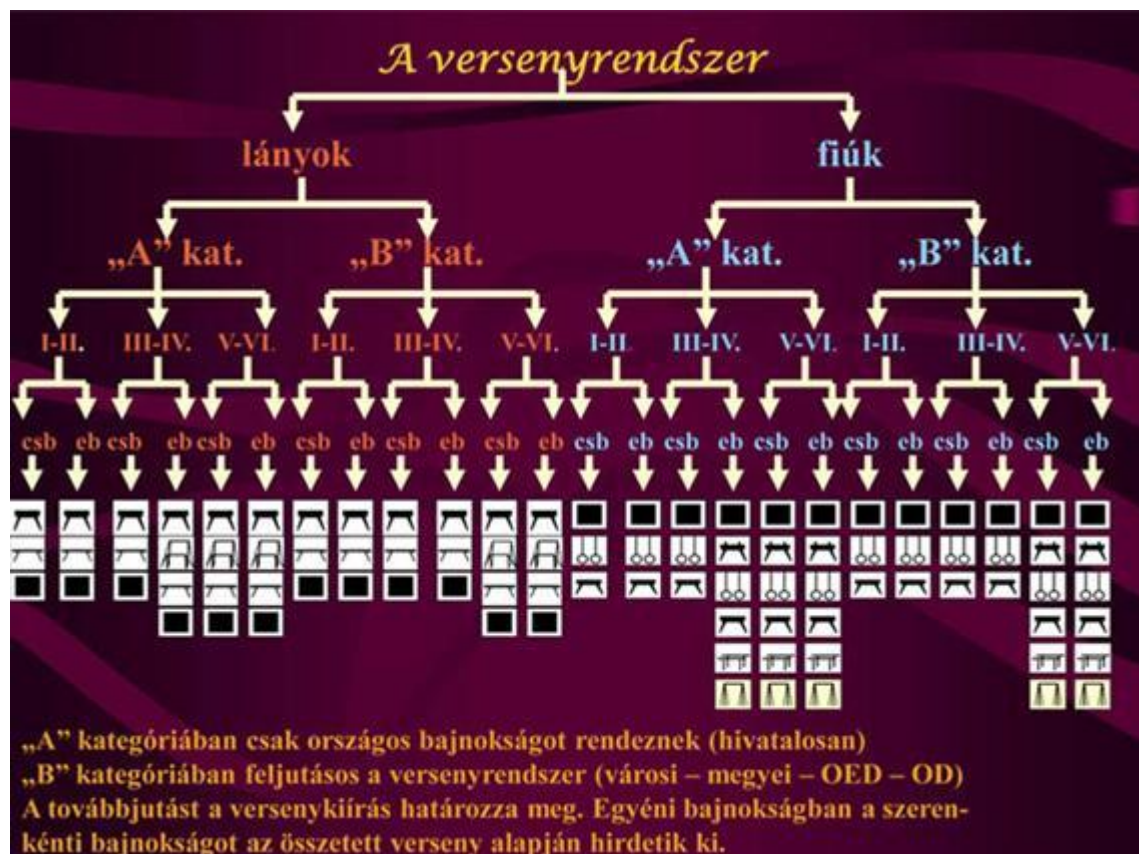 A versenyrendszer
lányok fiúk
„A” kat. „B” kat. „A” kat. „B” kat.
I-II. III-IV. V-VI. I-II. III-IV. V-VI. I-II. III-IV. V-VI. I-II. III-IV. V-VI.
csb eb csb eb csb eb csb eb csb eb csb eb csb eb csb eb csb eb csb eb csb eb csb eb
„A” kategóriában csak országos bajnokságot rendeznek (hivatalosan)
„B” kategóriában feljutásos a versenyrendszer (városi – megyei – OED – OD)
A továbbjutást a versenykiírás határozza meg. Egyéni bajnokságban a szeren-
kénti bajnokságot az összetett verseny alapján hirdetik ki.